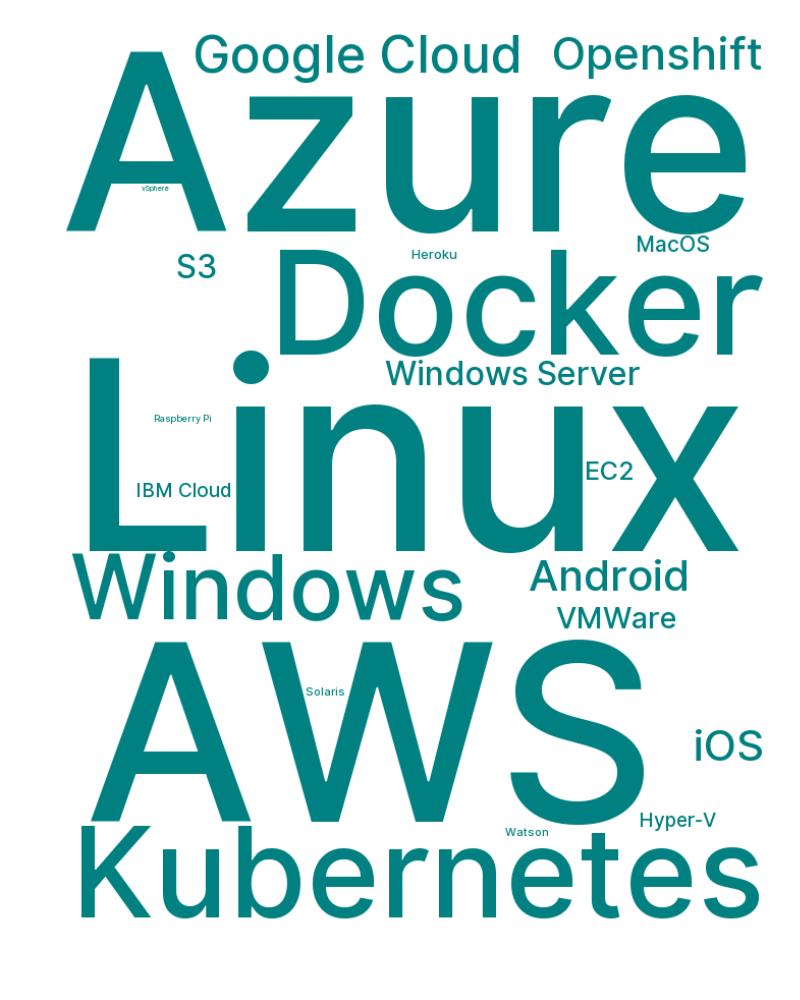 Google Cloud
Openshift
Azure
vSphere
MacOS
Heroku
S3
Docker
Windows Server
Linux
Raspberry Pi
EC2
IBM Cloud
Windows
Android
VMWare
AWS
Solaris
iOS
Hyper-V
Watson
Kubernetes